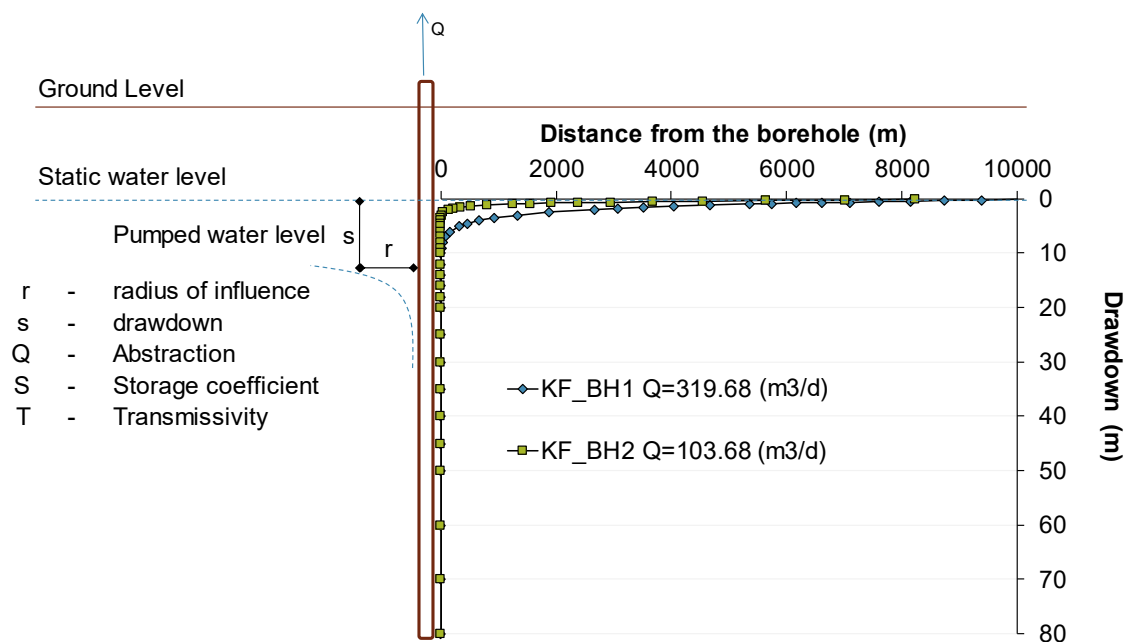 Q
Ground Level
Distance from the borehole (m)
0 2000 4000 6000 8000 10000
Static water level
0
Pumped water level
s
r
10
r - radius of influence
s - drawdown
Q - Abstraction
S - Storage coefficient
T - Transmissivity
20
30
40
50
60
70
80
Drawdown (m)
KF_BH1 Q=319.68 (m3/d)
KF_BH2 Q=103.68 (m3/d)